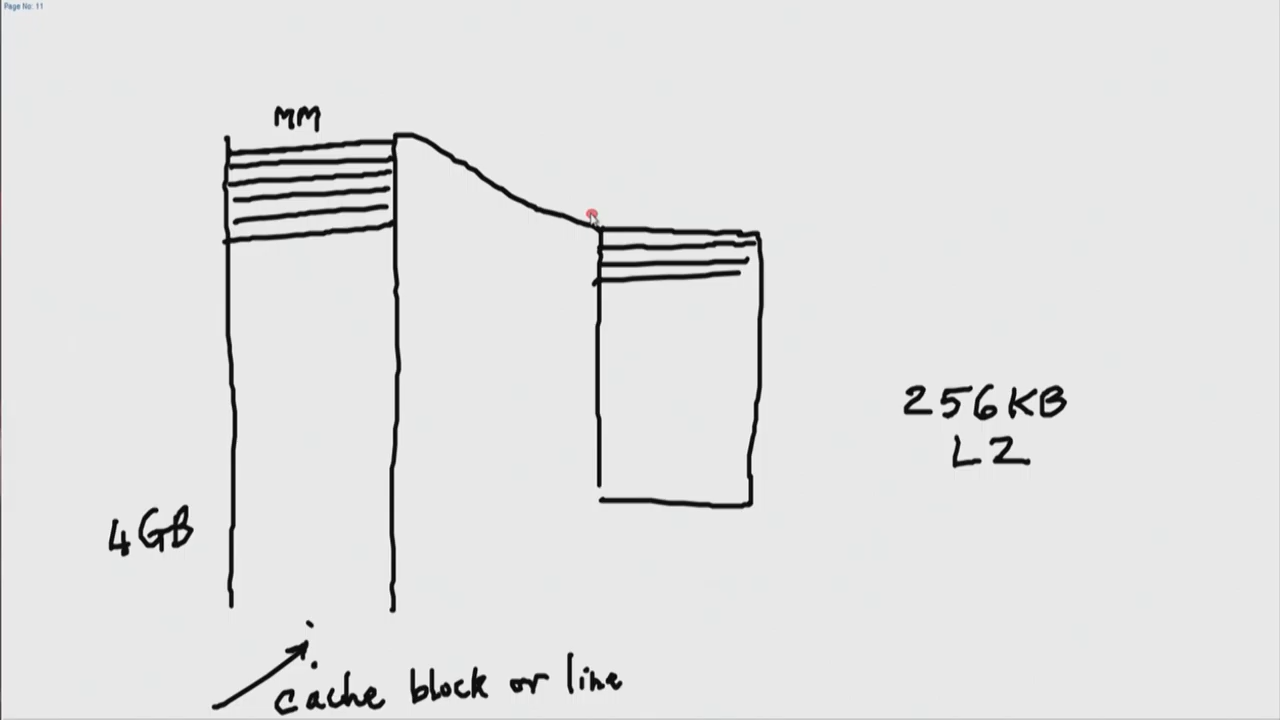 Page No: 11
MM
256KB
L2
4GB
cache block or line